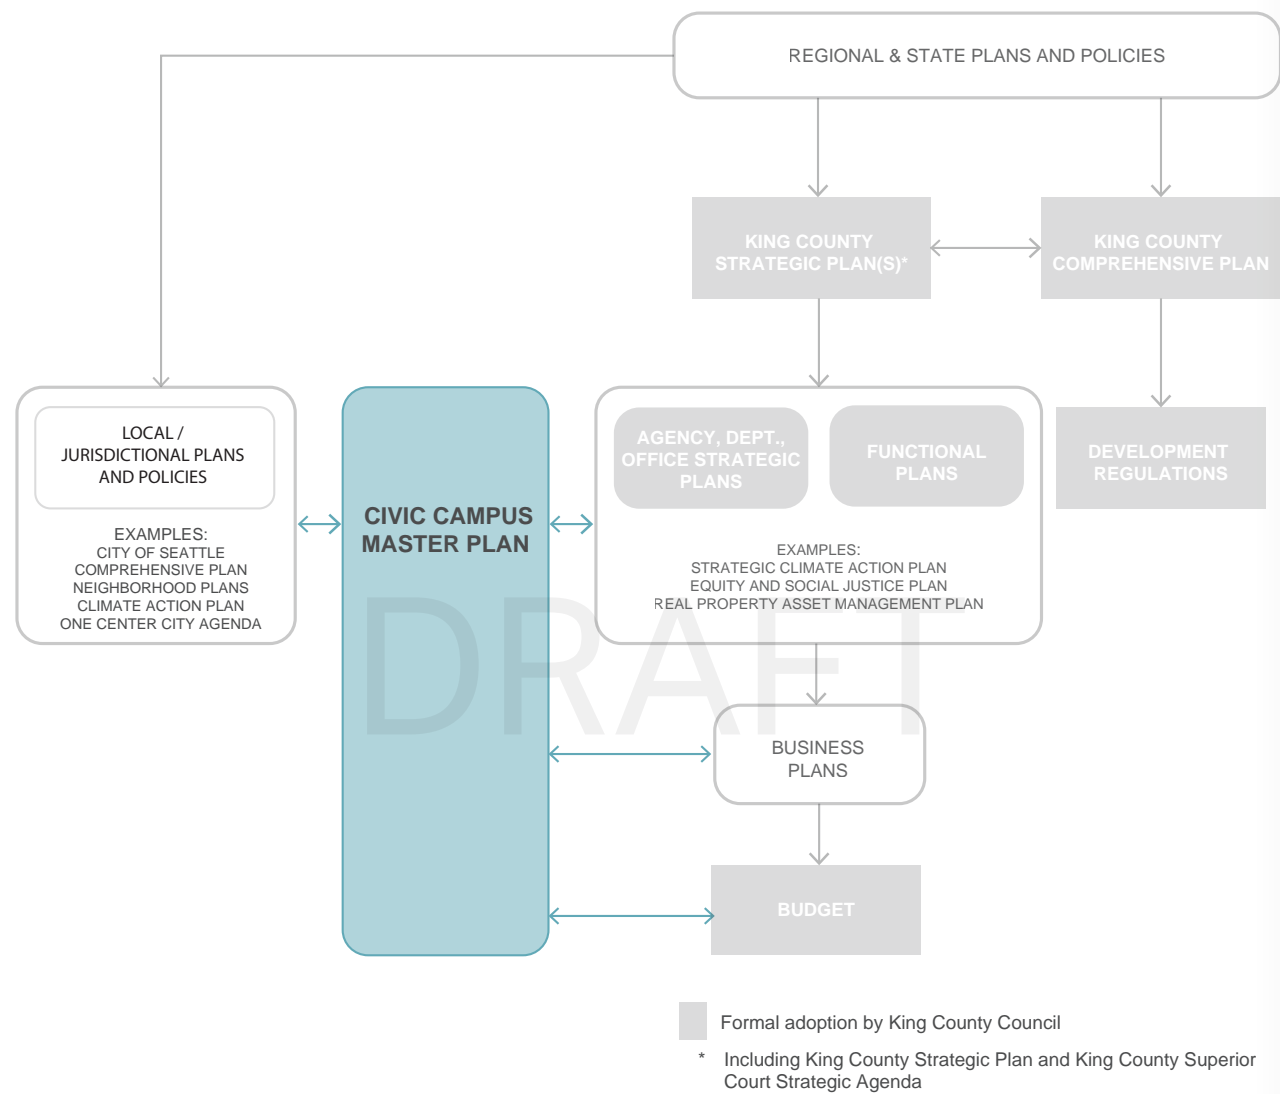 REGIONAL & STATE PLANS AND POLICIES
KING COUNTY
STRATEGIC PLAN(S)*
KING COUNTY
COMPREHENSIVE PLAN
LOCAL /
JURISDICTIONAL PLANS
AND POLICIES
EXAMPLES:
CITY OF SEATTLE
COMPREHENSIVE PLAN
NEIGHBORHOOD PLANS
CLIMATE ACTION PLAN
ONE CENTER CITY AGENDA
CIVIC CAMPUS
MASTER PLAN
AGENCY, DEPT.,
OFFICE STRATEGIC
PLANS
FUNCTIONAL
PLANS
EXAMPLES:
STRATEGIC CLIMATE ACTION PLAN
EQUITY AND SOCIAL JUSTICE PLAN
REAL PROPERTY ASSET MANAGEMENT PLAN
DEVELOPMENT
REGULATIONS
DRAFT
BUSINESS
PLANS
BUDGET
Formal adoption by King County Council
* Including King County Strategic Plan and King County Superior
Court Strategic Agenda